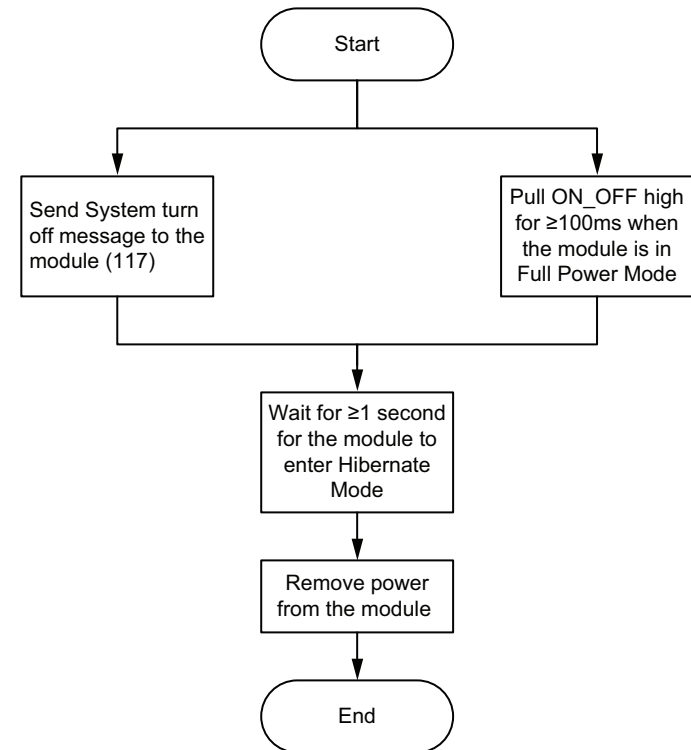 Start
Send System turn
off message to the
module (117)
Pull ON_OFF high
for ≥100ms when
the module is in
Full Power Mode
Wait for ≥1 second
for the module to
enter Hibernate
Mode
Remove power
from the module
End